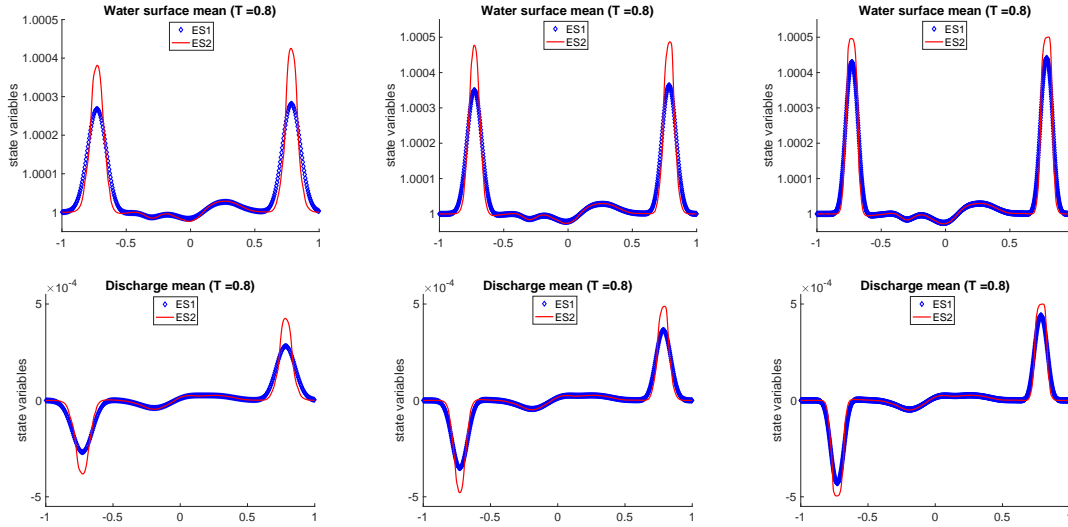 Water surface mean (T =0.8)
1.0005
1.0004
1.0003
1.0002
1.0001
1
state variables
ES1
ES2
-1
-0.5
0
0.5
1
Water surface mean (T =0.8)
1.0005
1.0004
1.0003
1.0002
1.0001
1
state variables
ES1
ES2
-1
-0.5
0
0.5
1
Water surface mean (T =0.8)
1.0005
1.0004
1.0003
1.0002
1.0001
1
state variables
ES1
ES2
-1
-0.5
0
0.5
Discharge mean (T =0.8)
×10⁻⁴
5
0
-5
state variables
ES1
ES2
-1
-0.5
0
0.5
1
Discharge mean (T =0.8)
×10⁻⁴
5
0
-5
state variables
ES1
ES2
-1
-0.5
0
0.5
1
Discharge mean (T =0.8)
×10⁻⁴
5
0
-5
state variables
ES1
ES2
-1
-0.5
0
0.5
1